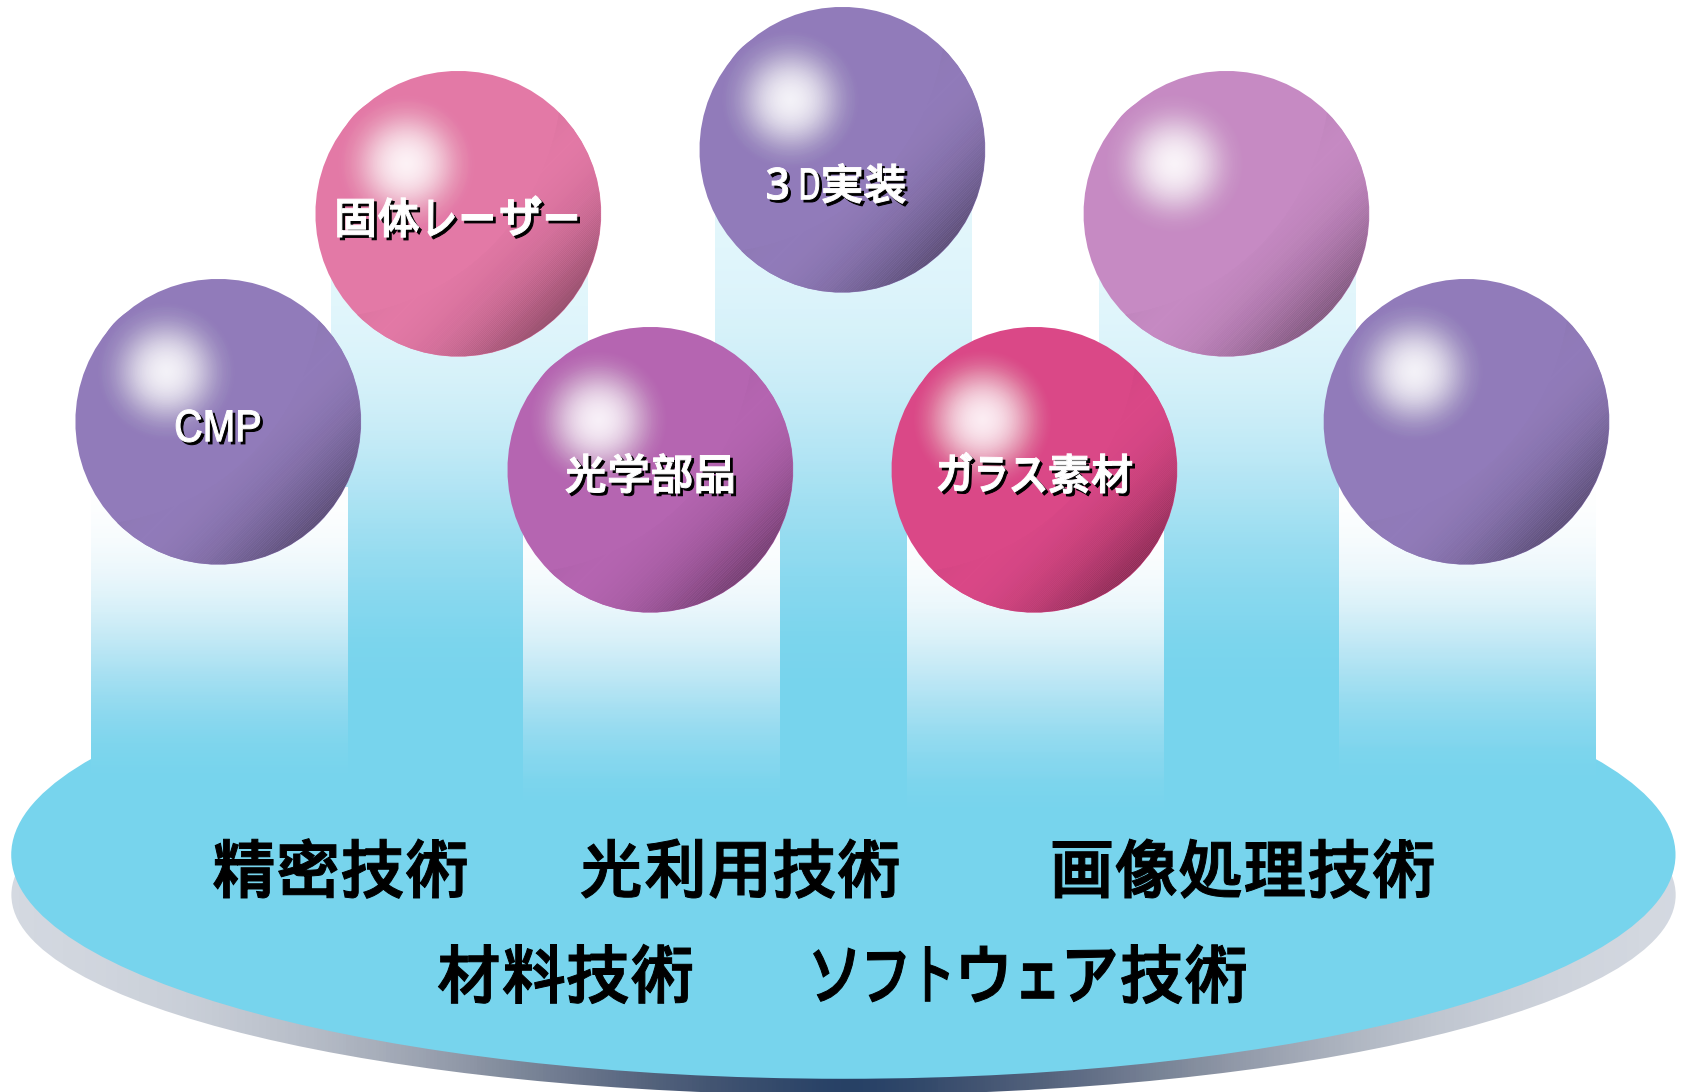 3D実装
固体レーザー
CMP
光学部品
ガラス素材
精密技術 光利用技術 画像処理技術
材料技術 ソフトウェア技術